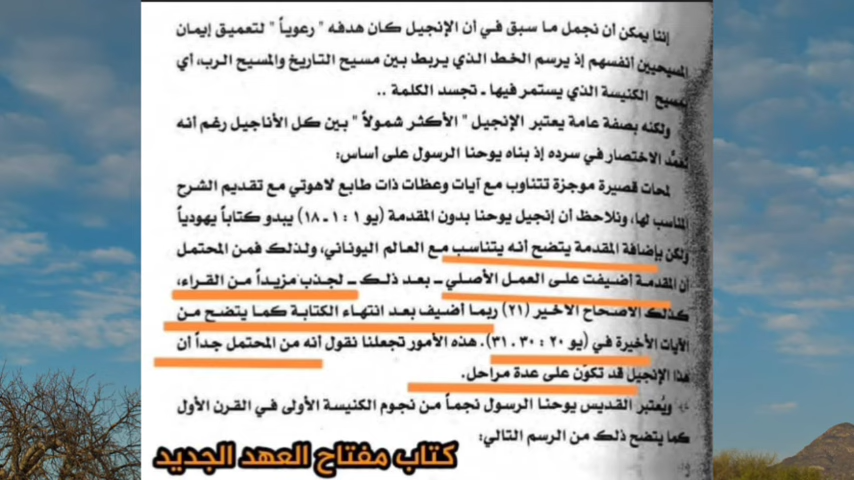 إننا يمكن أن نجمل ما سبق في أن الإنجيل كان هدفه " رعوياً " لتعميق إيمان
المسيحيين أنفسهم إذ يرسم الخط الذي يربط بين مسيح التاريخ والمسيح الرب، أي
مسيح الكنيسة الذي يستمر فيها - تجسد الكلمة ..
ولكنه بصفة عامة يعتبر الإنجيل " الأكثر شمولاً " بين كل الأناجيل رغم أنه
تعمَّد الاختصار في سرده إذ بناه يوحنا الرسول على أساس:
لمحات قصيرة موجزة تتناوب مع آيات وعظات ذات طابع لاهوتي مع تقديم الشرح
المناسب لها، ونلاحظ أن إنجيل يوحنا بدون المقدمة (يو ١ : ١ - ١٨) يبدو كتاباً يهودياً
ولكن بإضافة المقدمة يتضح أنه يتناسب مع العالم اليوناني، ولذلك فمن المحتمل
أن المقدمة أضيفت على العمل الأصلي - بعد ذلك - لجذب مزيداً من القراء،
كذلك الاصحاح الأخير (٢١) ربما أضيف بعد انتهاء الكتابة كما يتضح من
الآيات الأخيرة في (يو ٢٠ : ٣٠ ، ٣١). هذه الأمور تجعلنا نقول أنه من المحتمل جداً أن
هذا الإنجيل قد تكوّن على عدة مراحل.
ويُعتبر القديس يوحنا الرسول نجماً من نجوم الكنيسة الأولى في القرن الأول
كما يتضح ذلك من الرسم التالي:
كتاب مفتاح العهد الجديد